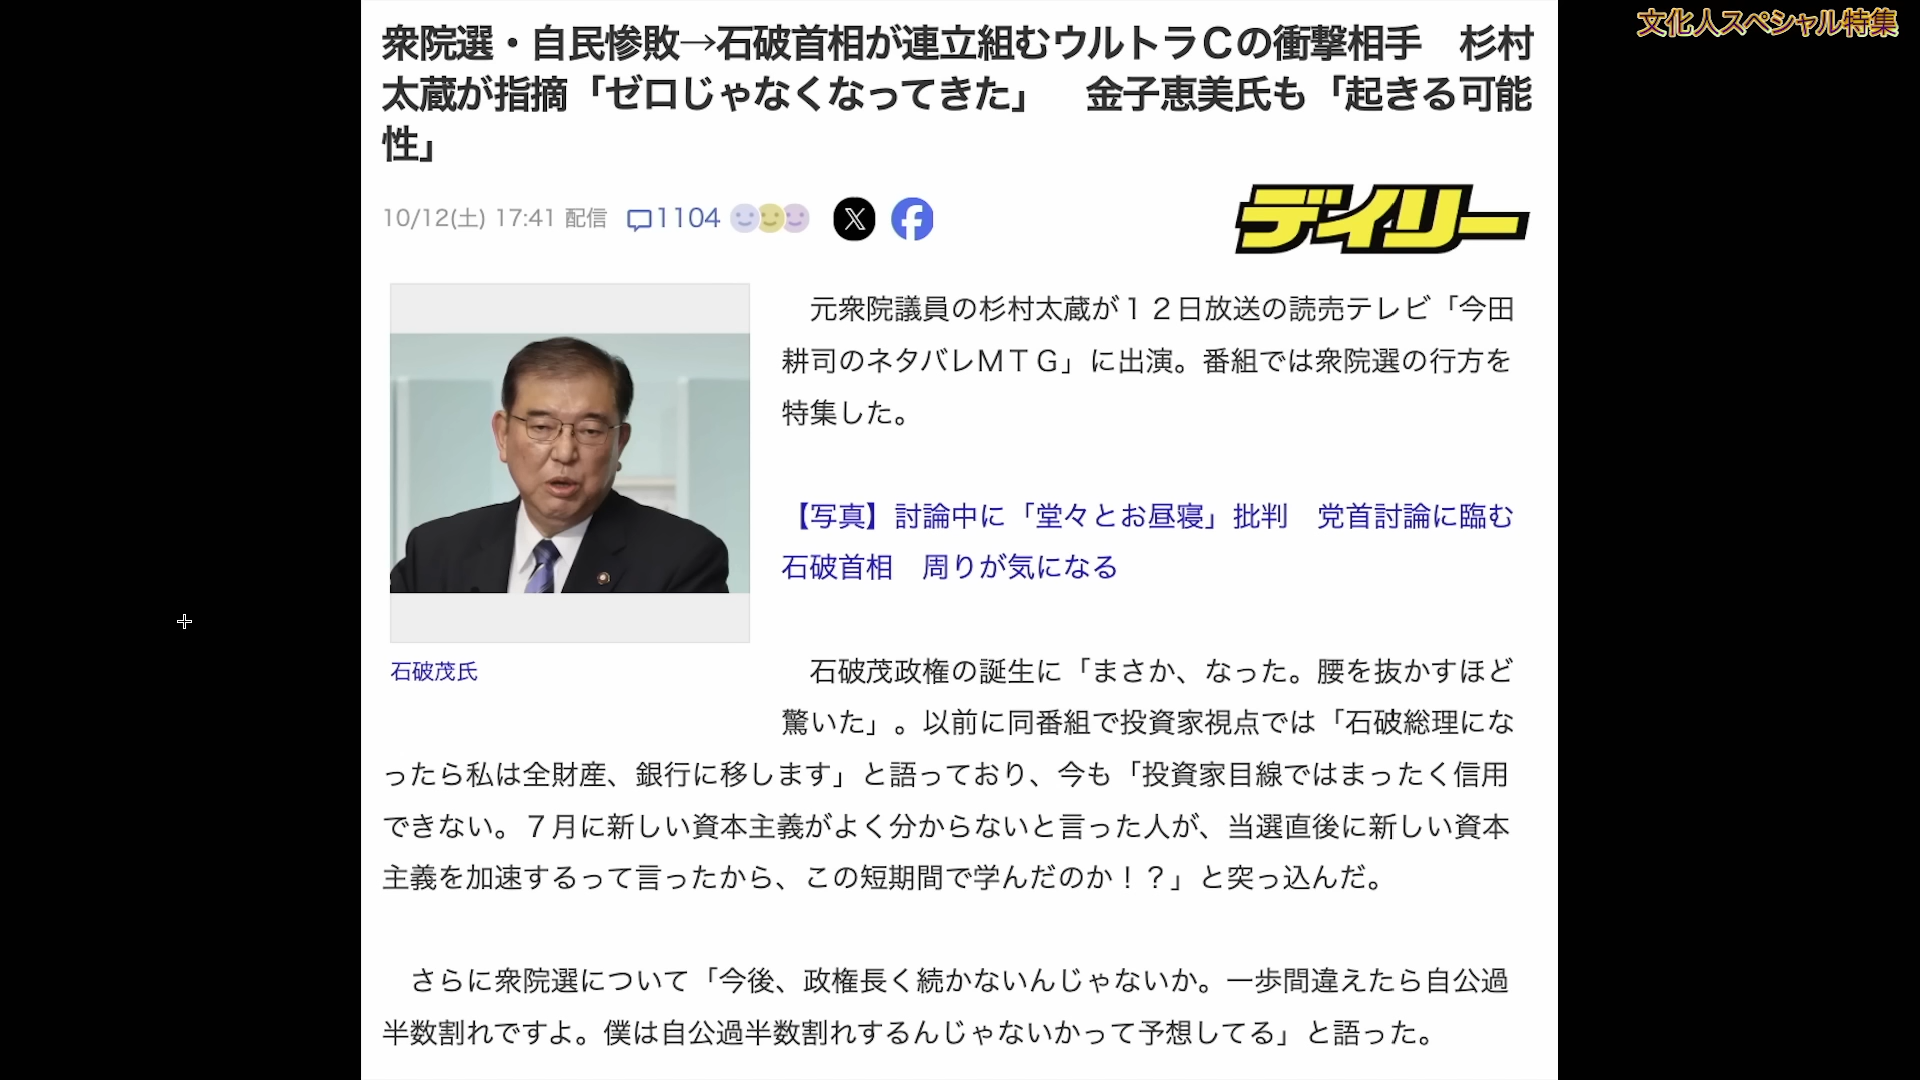 文化人スペシャル特集
衆院選・自民惨敗→石破首相が連立組むウルトラＣの衝撃相手　杉村
太蔵が指摘「ゼロじゃなくなってきた」　金子恵美氏も「起きる可能
性」
10/12(土) 17:41 配信 1104
デイリー
元衆院議員の杉村太蔵が１２日放送の読売テレビ「今田
耕司のネタバレＭＴＧ」に出演。番組では衆院選の行方を
特集した。
【写真】討論中に「堂々とお昼寝」批判　党首討論に臨む
石破首相　周りが気になる
石破茂氏
石破茂政権の誕生に「まさか、なった。腰を抜かすほど
驚いた」。以前に同番組で投資家視点では「石破総理にな
ったら私は全財産、銀行に移します」と語っており、今も「投資家目線ではまったく信用
できない。７月に新しい資本主義がよく分からないと言った人が、当選直後に新しい資本
主義を加速するって言ったから、この短期間で学んだのか！？」と突っ込んだ。
さらに衆院選について「今後、政権長く続かないんじゃないか。一歩間違えたら自公過
半数割れですよ。僕は自公過半数割れするんじゃないかって予想してる」と語った。